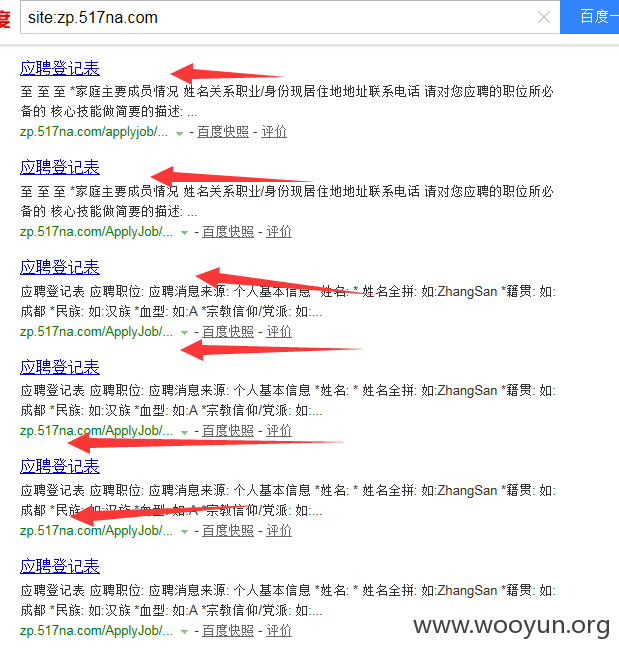 度 site:zp.517na.com 百度一
应聘登记表
至 至 至 *家庭主要成员情况 姓名关系职业/身份现居住地地址联系电话 请对您应聘的职位所必
备的 核心技能做简要的描述: ...
zp.517na.com/applyjob/... - 百度快照 - 评价
应聘登记表
至 至 至 *家庭主要成员情况 姓名关系职业/身份现居住地地址联系电话 请对您应聘的职位所必
备的 核心技能做简要的描述: ...
zp.517na.com/ApplyJob/... - 百度快照 - 评价
应聘登记表
应聘登记表 应聘职位: 应聘消息来源: 个人基本信息 *姓名: * 姓名全拼: 如:ZhangSan *籍贯: 如:
成都 *民族: 如:汉族 *血型: 如:A *宗教信仰/党派: 如:...
zp.517na.com/ApplyJob/... - 百度快照 - 评价
应聘登记表
应聘登记表 应聘职位: 应聘消息来源: 个人基本信息 *姓名: * 姓名全拼: 如:ZhangSan *籍贯: 如:
成都 *民族: 如:汉族 *血型: 如:A *宗教信仰/党派: 如:...
zp.517na.com/ApplyJob/... - 百度快照 - 评价
应聘登记表
应聘登记表 应聘职位: 应聘消息来源: 个人基本信息 *姓名: * 姓名全拼: 如:ZhangSan *籍贯: 如:
成都 *民族: 如:汉族 *血型: 如:A *宗教信仰/党派: 如:...
zp.517na.com/ApplyJob/... - 百度快照 - 评价
应聘登记表
应聘登记表 应聘职位: 应聘消息来源: 个人基本信息 *姓名: * 姓名全拼: 如:ZhangSan *籍贯: 如:
成都 *民族: 如:汉族 *血型: 如:A *宗教信仰/党派: 如:...
zp.517na.com/ApplyJob/... - 百度快照 - 评价
www.wooyun.org